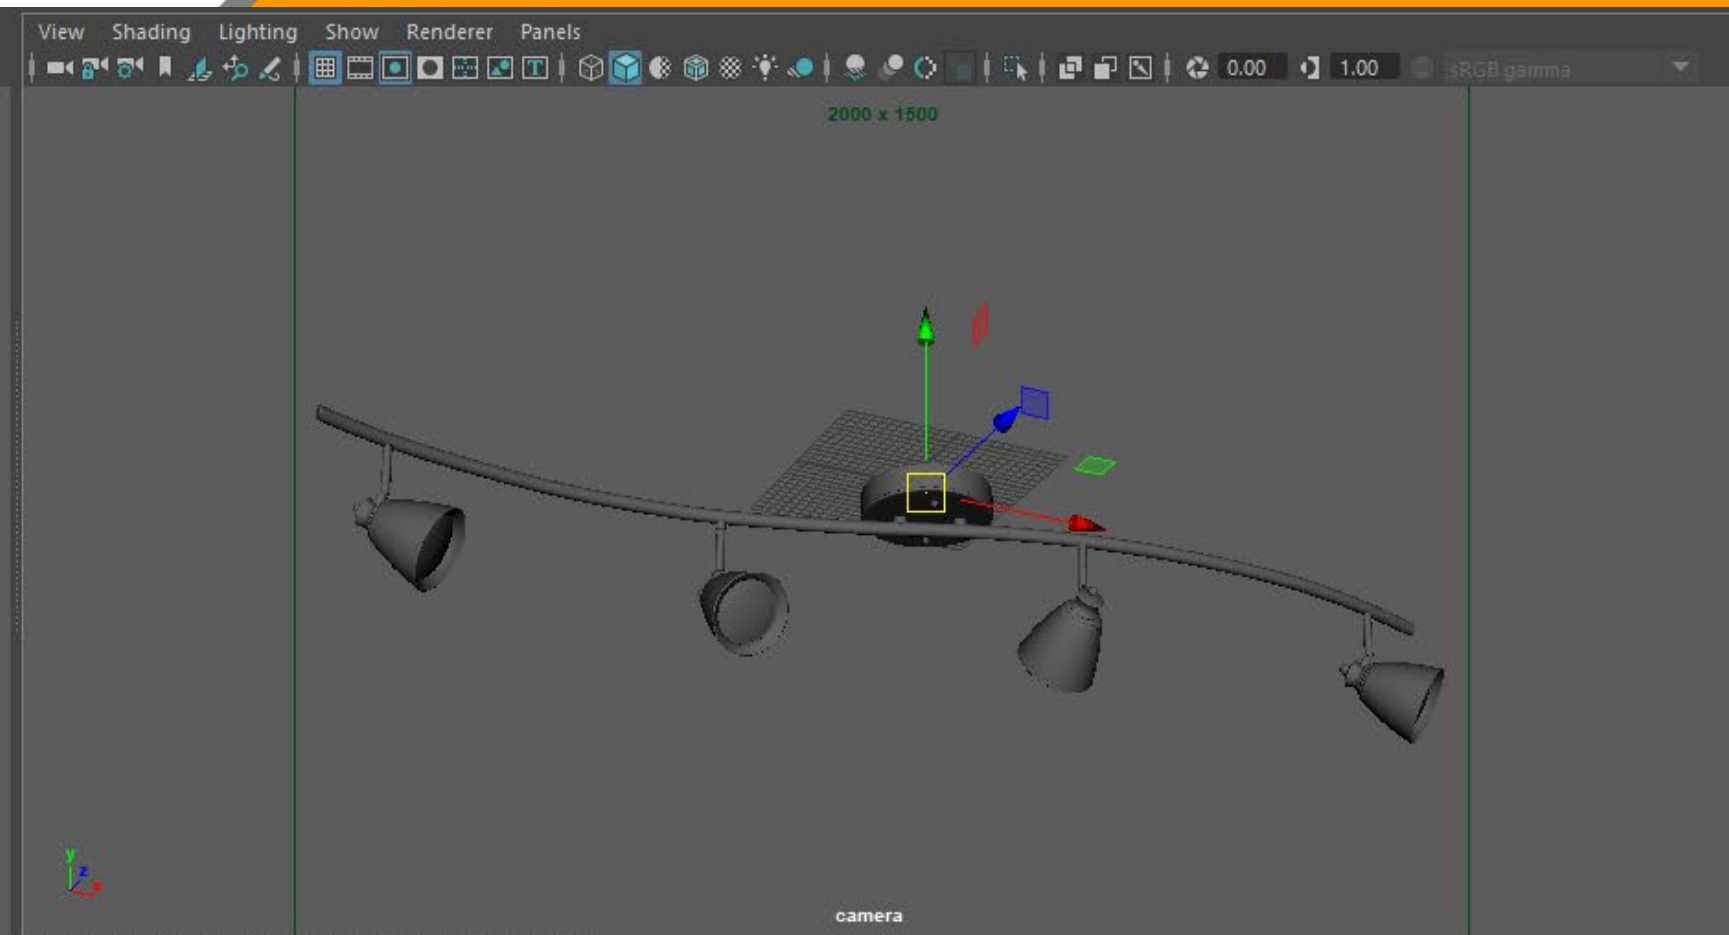 View Shading Lighting Show Renderer Panels
0.00 1.00 sRGB gamma
2000 x 1500
y
z
x
camera